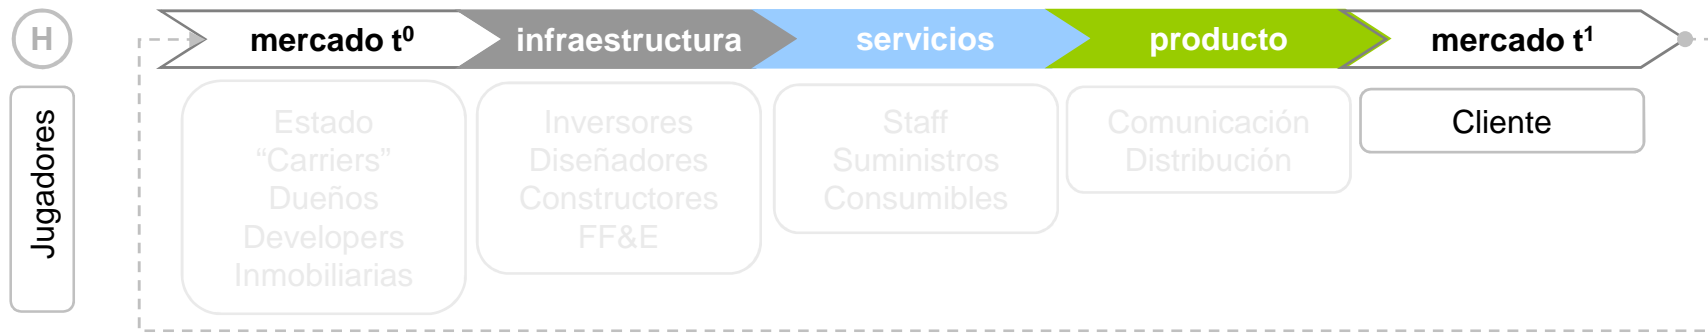 H
mercado t⁰
infraestructura
servicios
producto
mercado t¹
Jugadores
Estado
“Carriers”
Dueños
Developers
Inmobiliarias
Inversores
Diseñadores
Constructores
FF&E
Staff
Suministros
Consumibles
Comunicación
Distribución
Cliente